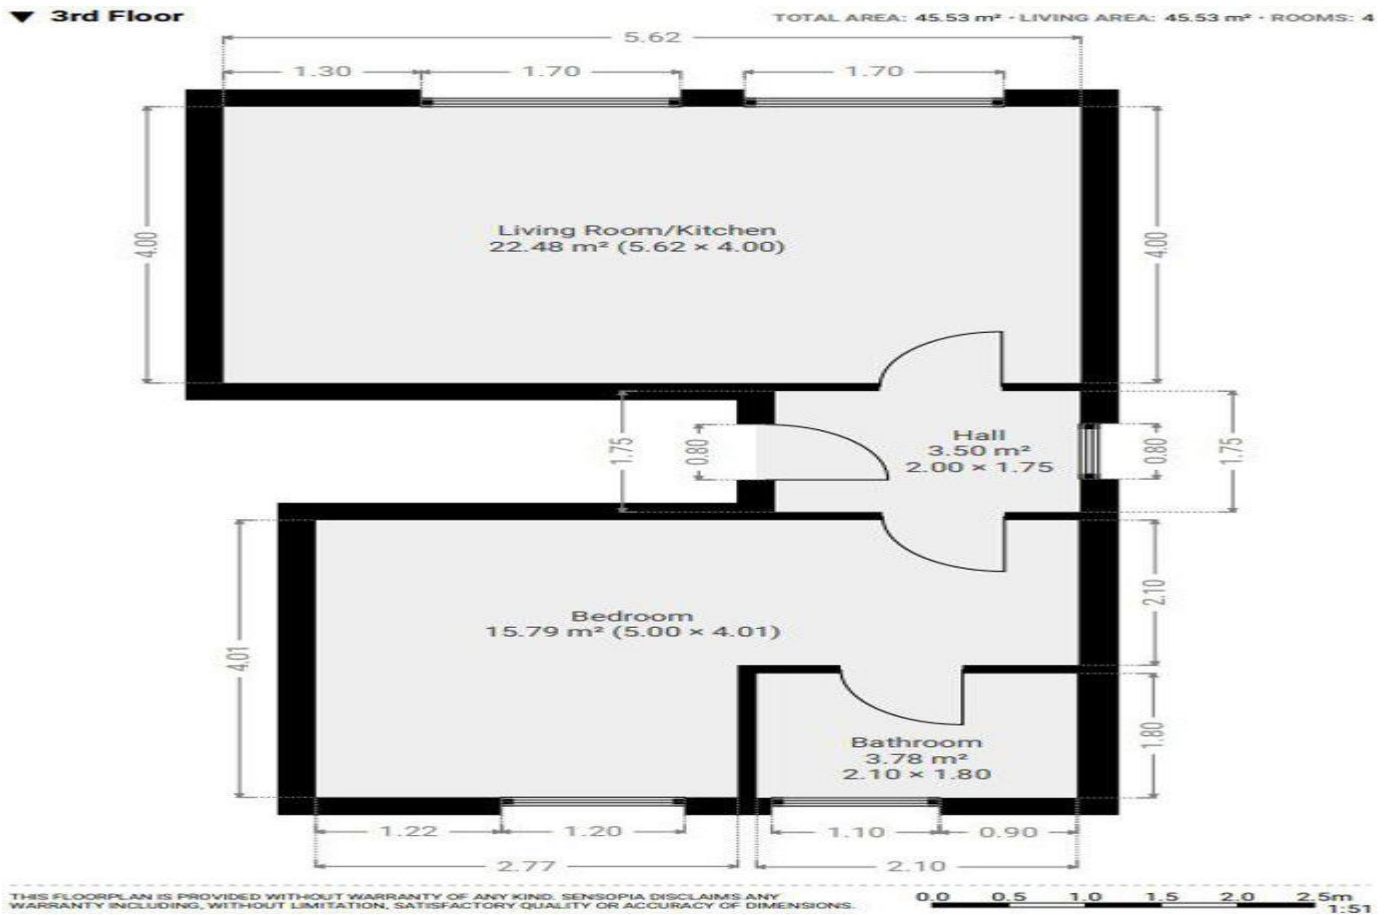 ▼ 3rd Floor
TOTAL AREA: 45.53 m² · LIVING AREA: 45.53 m² · ROOMS: 4
5.62
1.30 1.70 1.70
4.00
Living Room/Kitchen
22.48 m² (5.62 × 4.00)
4.00
1.75
0.80
Hall
3.50 m²
2.00 × 1.75
0.80
1.75
4.01
Bedroom
15.79 m² (5.00 × 4.01)
2.10
Bathroom
3.78 m²
2.10 × 1.80
1.80
1.22 1.20 1.10 0.90
2.77 2.10
THIS FLOORPLAN IS PROVIDED WITHOUT WARRANTY OF ANY KIND. SENSOPIA DISCLAIMS ANY
WARRANTY INCLUDING, WITHOUT LIMITATION, SATISFACTORY QUALITY OR ACCURACY OF DIMENSIONS.
0.0 0.5 1.0 1.5 2.0 2.5m
1:51